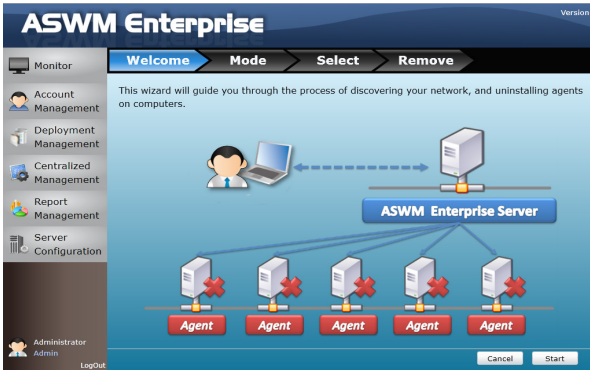 ASWM Enterprise
Version
Monitor
Account
Management
Deployment
Management
Centralized
Management
Report
Management
Server
Configuration
Administrator
Admin
LogOut
Welcome
Mode
Select
Remove
This wizard will guide you through the process of discovering your network, and uninstalling agents
on computers.
ASWM Enterprise Server
Agent
Agent
Agent
Agent
Agent
Cancel
Start